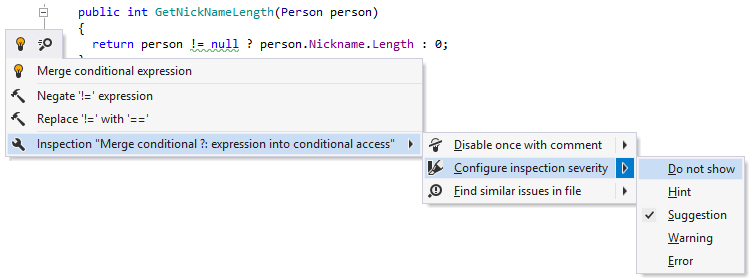 public int GetNickNameLength(Person person)
{
return person != null ? person.Nickname.Length : 0;
}
Merge conditional expression
Negate '!=' expression
Replace '!=' with '=='
Inspection "Merge conditional ?: expression into conditional access"
Disable once with comment
Configure inspection severity
Find similar issues in file
Do not show
Hint
Suggestion
Warning
Error